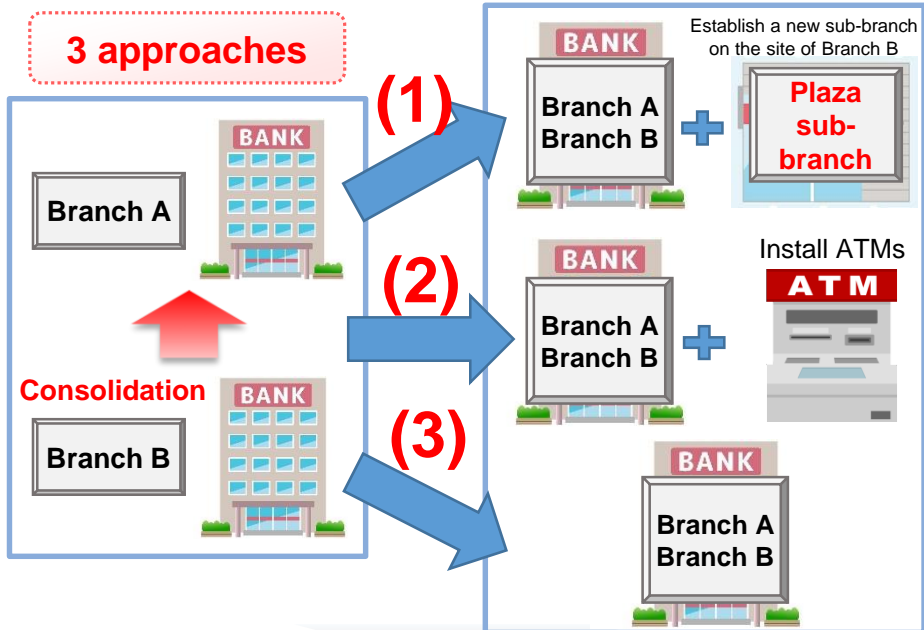 3 approaches
BANK
Branch A
Consolidation
BANK
Branch B
(1)
(2)
(3)
BANK
Branch A
Branch B
Establish a new sub-branch
on the site of Branch B
Plaza
sub-
branch
BANK
Branch A
Branch B
Install ATMs
ATM
BANK
Branch A
Branch B